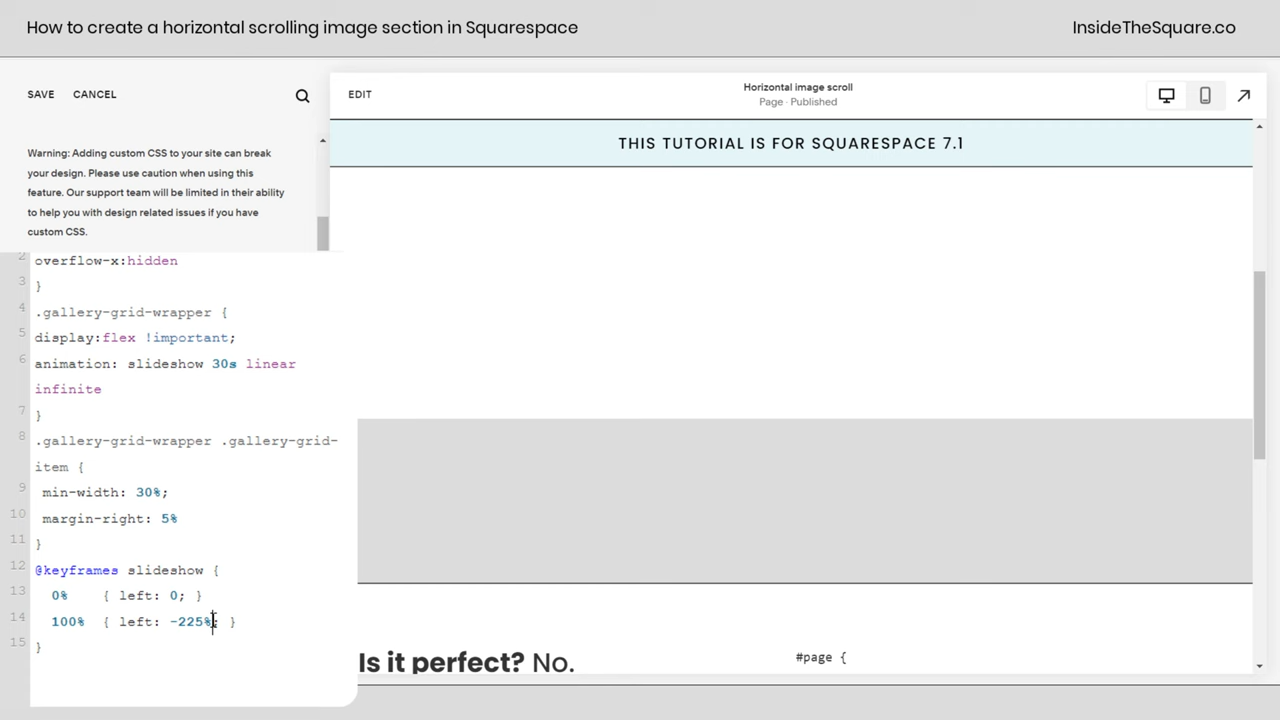 How to create a horizontal scrolling image section in Squarespace
InsideTheSquare.co
SAVE CANCEL
EDIT
Horizontal image scroll
Page · Published
Warning: Adding custom CSS to your site can break
your design. Please use caution when using this
feature. Our support team will be limited in their ability
to help you with design related issues if you have
custom CSS.
THIS TUTORIAL IS FOR SQUARESPACE 7.1
2 overflow-x:hidden
3 }
4 .gallery-grid-wrapper {
5 display:flex !important;
6 animation: slideshow 30s linear
infinite
7 }
8 .gallery-grid-wrapper .gallery-grid-
item {
9 min-width: 30%;
10 margin-right: 5%
11 }
12 @keyframes slideshow {
13 0% { left: 0; }
14 100% { left: -225%; }
15 }
Is it perfect? No.
#page {